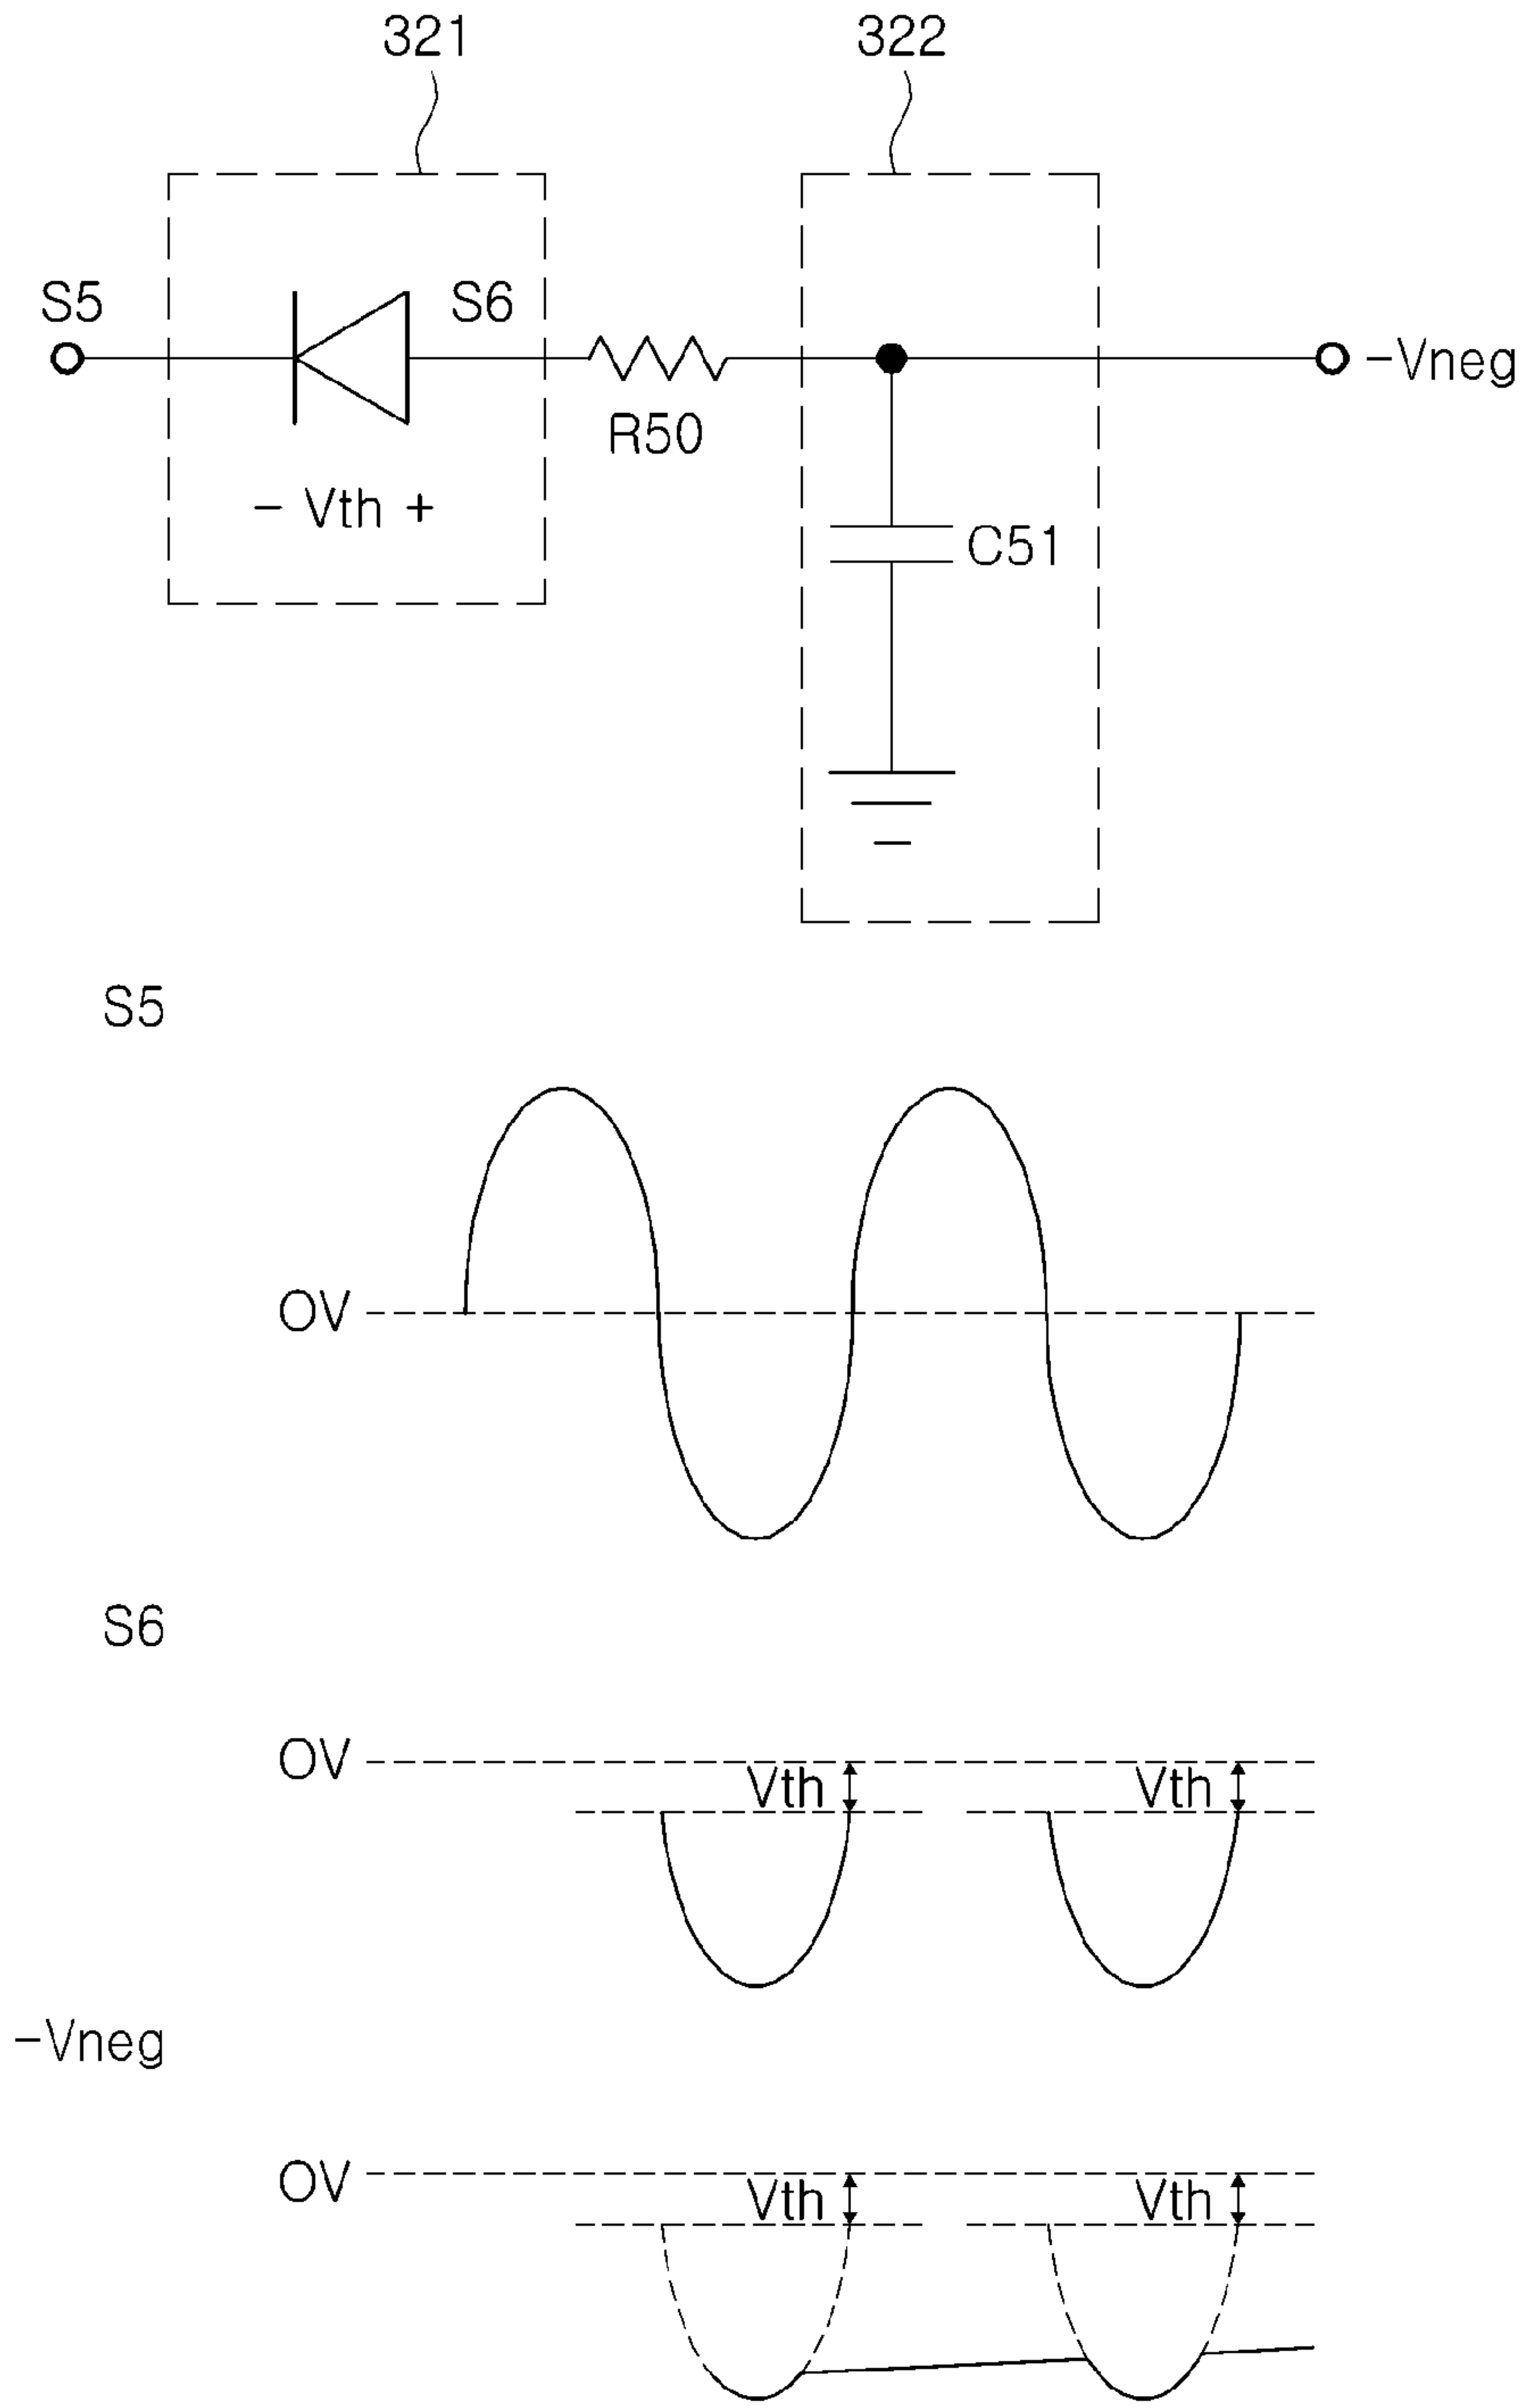 321
322
S5
S6
R50
−Vneg
− Vth +
C51
S5
OV
S6
OV
Vth
Vth
−Vneg
OV
Vth
Vth